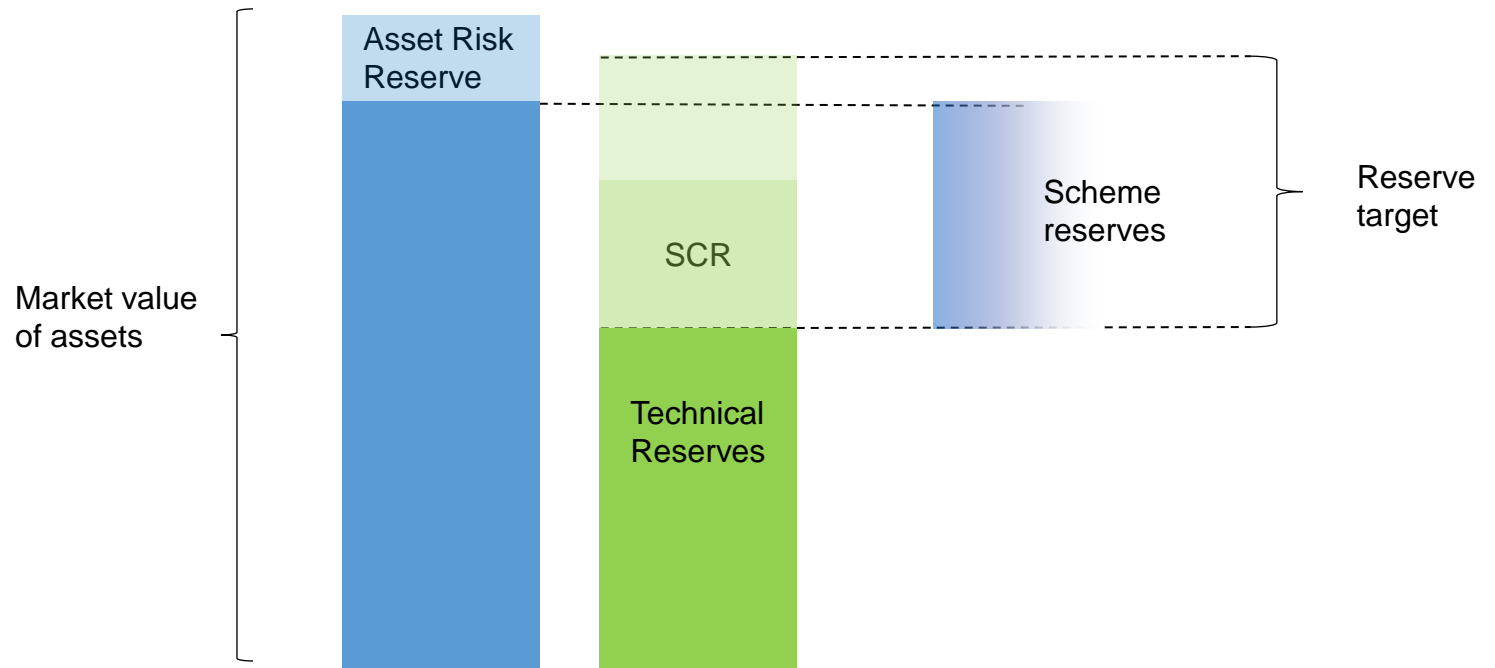 Asset Risk
Reserve
Scheme
reserves
Reserve
target
SCR
Market value
of assets
Technical
Reserves